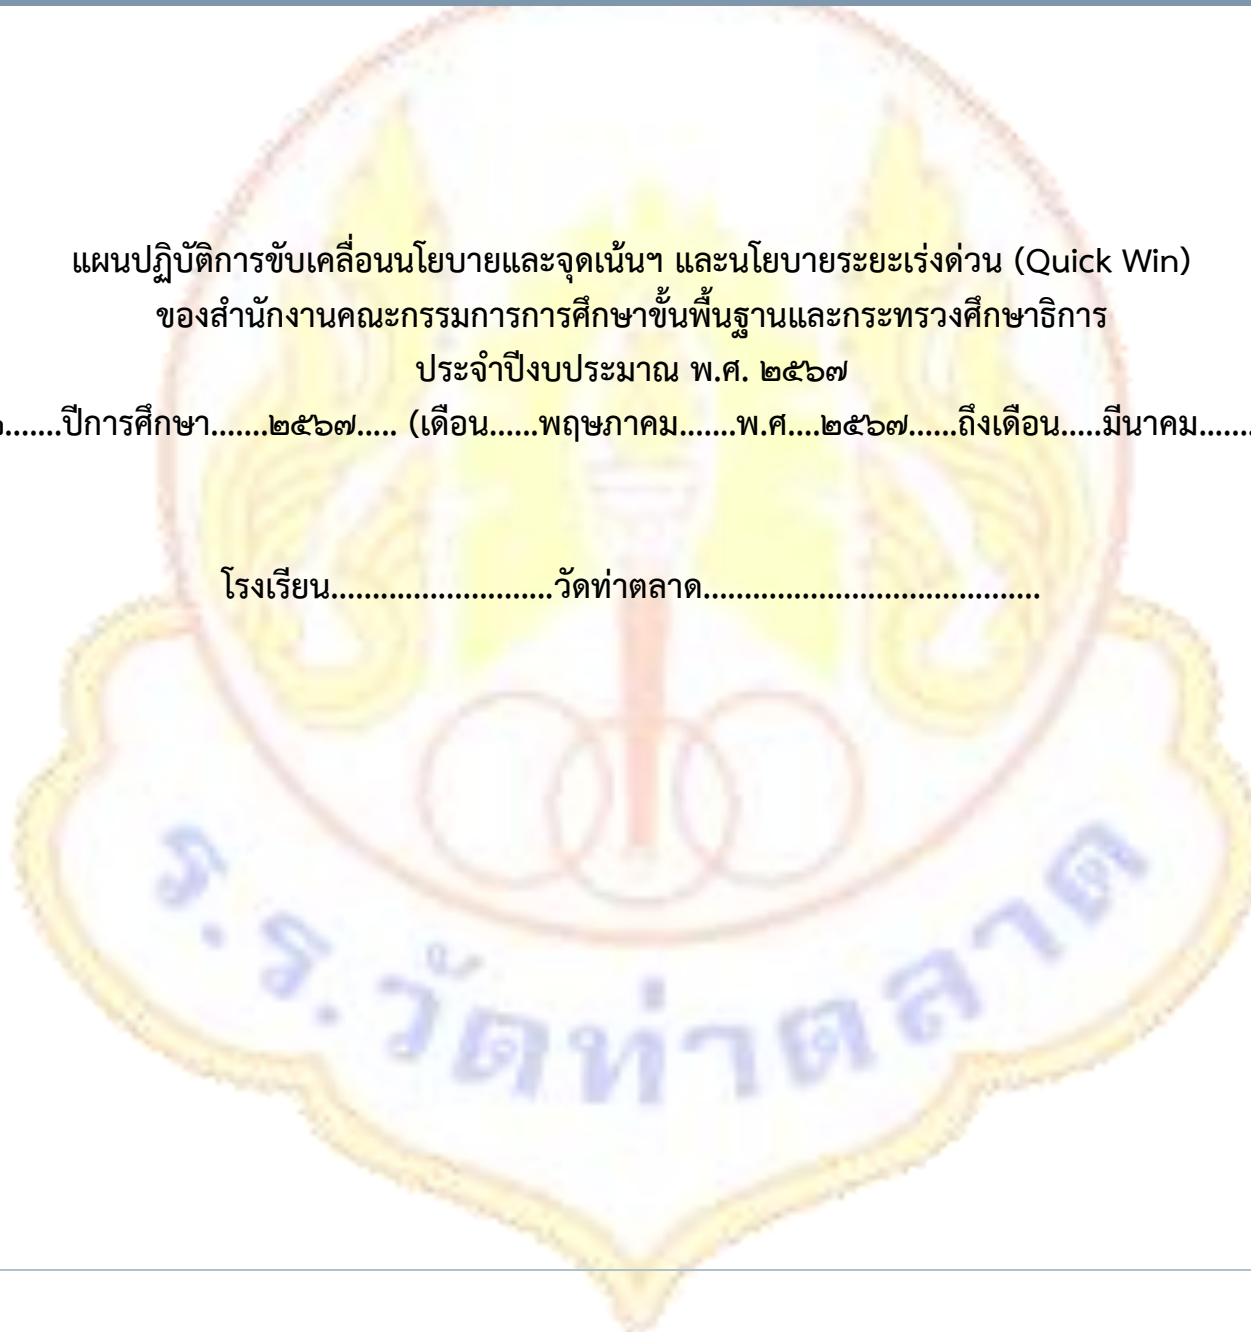 แผนปฏิบัติการขับเคลื่อนนโยบายและจุดเน้นฯ และนโยบายระยะเร่งด่วน (Quick Win)
ของสำนักงานคณะกรรมการการศึกษาขั้นพื้นฐานและกระทรวงศึกษาธิการ
ประจำปีงบประมาณ พ.ศ. ๒๕๖๗
.......ปีการศึกษา.......๒๕๖๗..... (เดือน......พฤษภาคม.......พ.ศ....๒๕๖๗......ถึงเดือน.....มีนาคม.......
โรงเรียน...........................วัดท่าตลาด.........................................
ร.ร.วัดท่าตลาด